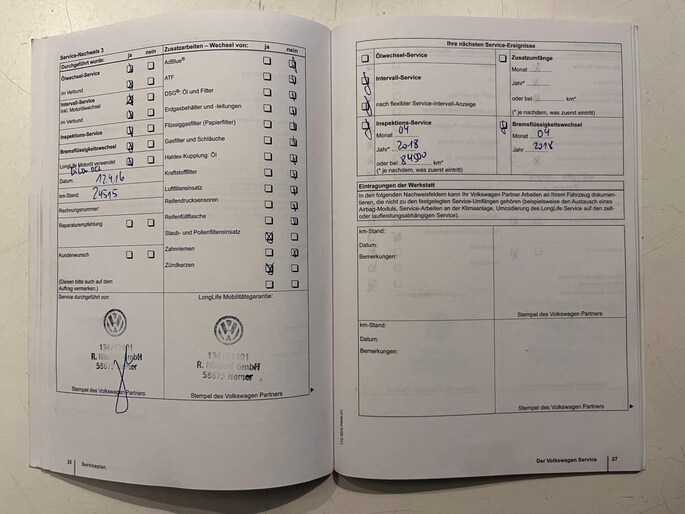 Service-Nachweis 3
Durchgeführt wurde: ja nein
Ölwechsel-Service
im Verbund
Intervall-Service
inkl. Motorölwechsel
im Verbund
Inspektions-Service
Bremsflüssigkeitswechsel
LongLife Motoröl verwendet
Datum: 12.4.16
km-Stand: 24515
Rechnungsnummer:
Reparaturempfehlung
Kundenwunsch
(Diesen bitte auch auf dem
Auftrag vermerken.)
Service durchgeführt von:
R. Nissdorf GmbH
58675 Hemer
Stempel des Volkswagen Partners
Zusatzarbeiten – Wechsel von: ja nein
AdBlue®
ATF
DSG®: Öl und Filter
Erdgasbehälter und -leitungen
Flüssiggasfilter (Papierfilter)
Gasfilter und Schläuche
Haldex-Kupplung: Öl
Kraftstofffilter
Luftfiltereinsatz
Reifendrucksensoren
Reifenfüllflasche
Staub- und Pollenfiltereinsatz
Zahnriemen
Zündkerzen
LongLife Mobilitätsgarantie:
GmbH
58675 Hemer
Stempel des Volkswagen Partners
26 Serviceplan
Ihre nächsten Service-Ereignisse
Ölwechsel-Service
Intervall-Service
nach flexibler Service-Intervall-Anzeige
Inspektions-Service
Monat 04
Jahr* 2018
oder bei 84500 km*
(* je nachdem, was zuerst eintritt)
Zusatzumfänge
Monat
Jahr*
oder bei km*
(* je nachdem, was zuerst eintritt)
Bremsflüssigkeitswechsel
Monat 04
Jahr 2018
Eintragungen der Werkstatt
In den folgenden Nachweisfeldern kann Ihr Volkswagen Partner Arbeiten an Ihrem Fahrzeug dokumen-
tieren, die nicht zu den festgelegten Service-Umfängen gehören (beispielsweise den Austausch eines
Airbag-Moduls, Service-Arbeiten an der Klimaanlage, Umcodierung des LongLife Service auf den zeit-
oder laufleistungsabhängigen Service).
km-Stand:
Datum:
Bemerkungen:
Stempel des Volkswagen Partners
km-Stand:
Datum:
Bemerkungen:
Stempel des Volkswagen Partners
Der Volkswagen Service 27